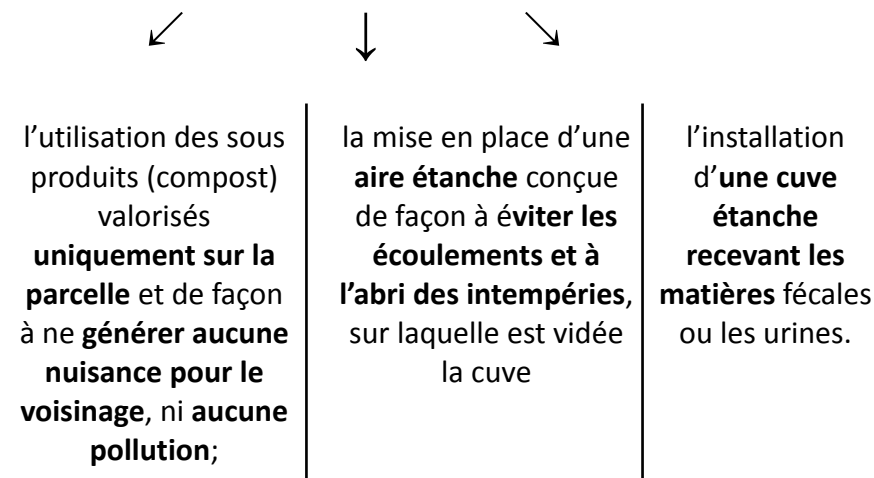 l’utilisation des sous
produits (compost)
valorisés
uniquement sur la
parcelle et de façon
à ne générer aucune
nuisance pour le
voisinage, ni aucune
pollution;
la mise en place d’une
aire étanche conçue
de façon à éviter les
écoulements et à
l’abri des intempéries,
sur laquelle est vidée
la cuve
l’installation
d’une cuve
étanche
recevant les
matières fécales
ou les urines.